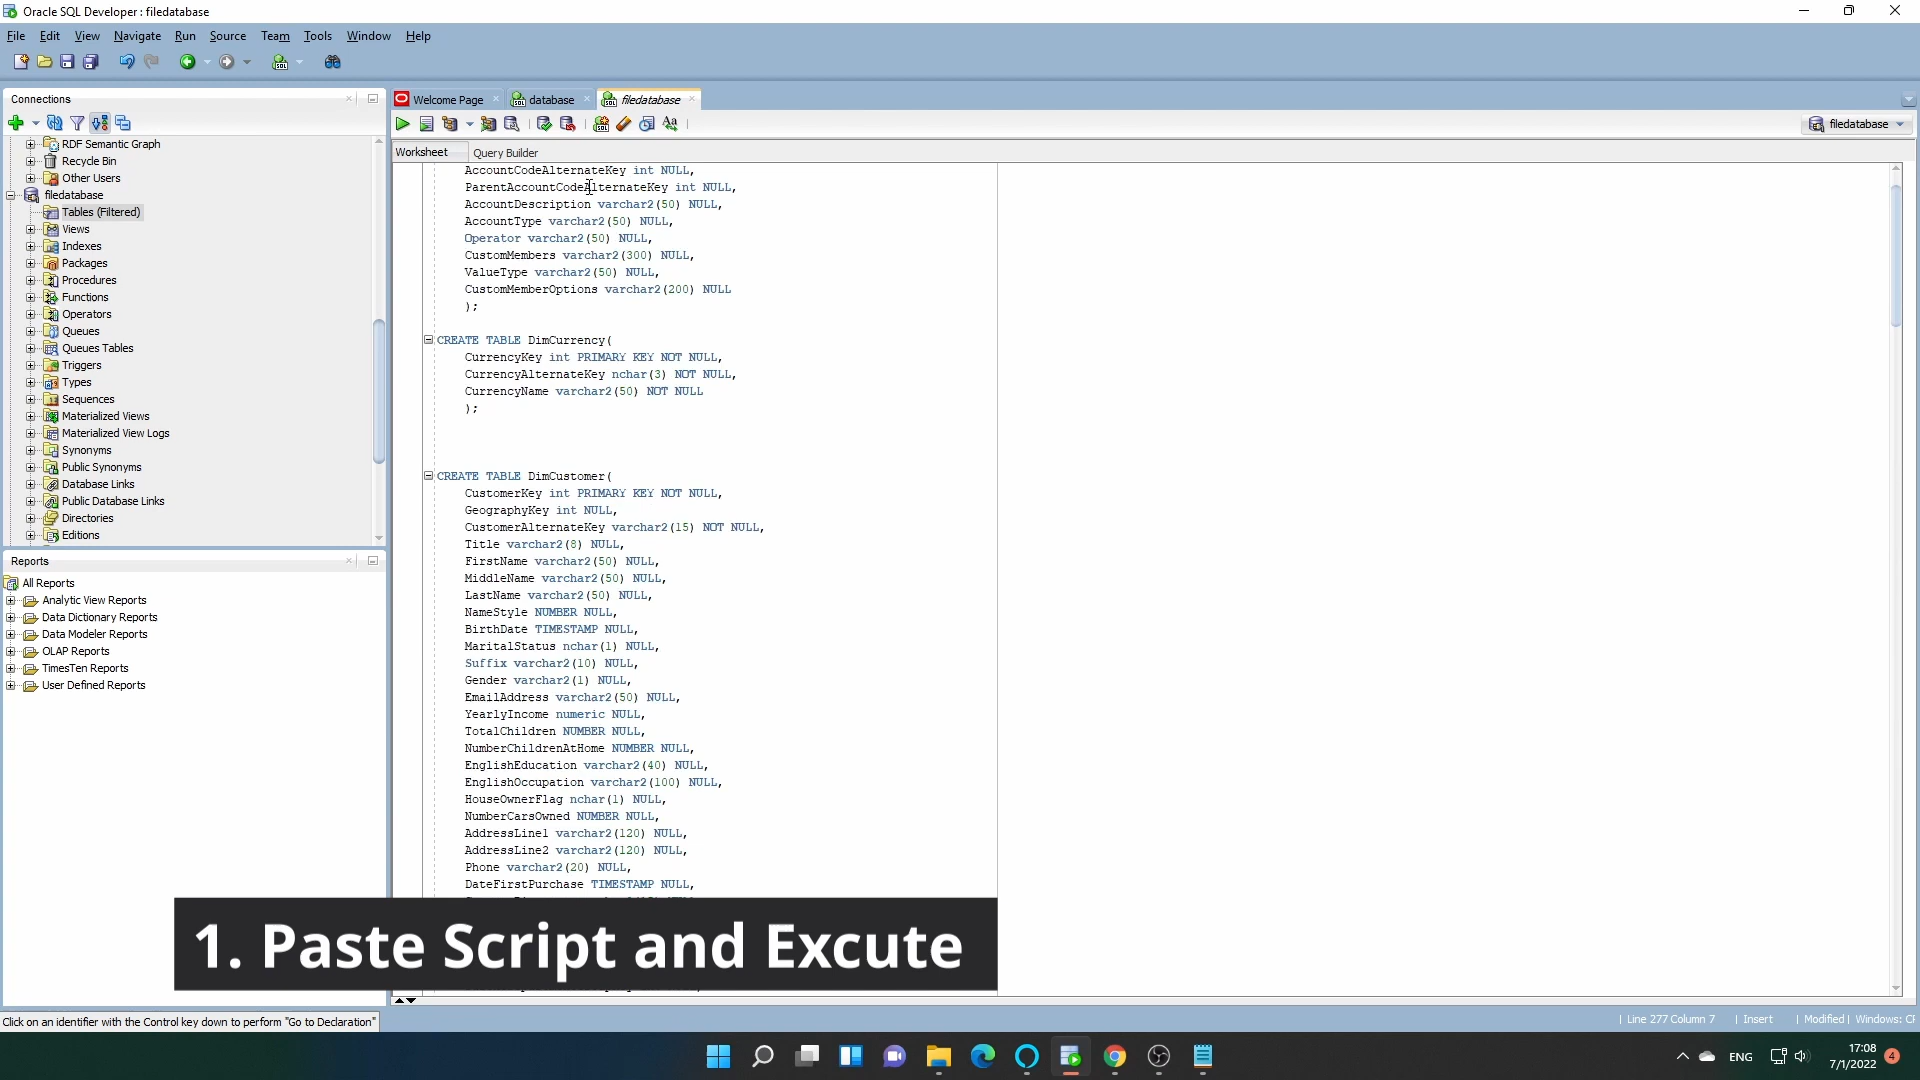 Oracle SQL Developer : filedatabase
File Edit View Navigate Run Source Team Tools Window Help
Connections
Welcome Page database filedatabase
filedatabase
Worksheet Query Builder
RDF Semantic Graph
Recycle Bin
Other Users
filedatabase
Tables (Filtered)
Views
Indexes
Packages
Procedures
Functions
Operators
Queues
Queues Tables
Triggers
Types
Sequences
Materialized Views
Materialized View Logs
Synonyms
Public Synonyms
Database Links
Public Database Links
Directories
Editions
Reports
All Reports
Analytic View Reports
Data Dictionary Reports
Data Modeler Reports
OLAP Reports
TimesTen Reports
User Defined Reports
AccountCodeAlternateKey int NULL,
ParentAccountCodeAlternateKey int NULL,
AccountDescription varchar2(50) NULL,
AccountType varchar2(50) NULL,
Operator varchar2(50) NULL,
CustomMembers varchar2(300) NULL,
ValueType varchar2(50) NULL,
CustomMemberOptions varchar2(200) NULL
);
CREATE TABLE DimCurrency(
CurrencyKey int PRIMARY KEY NOT NULL,
CurrencyAlternateKey nchar(3) NOT NULL,
CurrencyName varchar2(50) NOT NULL
);
CREATE TABLE DimCustomer(
CustomerKey int PRIMARY KEY NOT NULL,
GeographyKey int NULL,
CustomerAlternateKey varchar2(15) NOT NULL,
Title varchar2(8) NULL,
FirstName varchar2(50) NULL,
MiddleName varchar2(50) NULL,
LastName varchar2(50) NULL,
NameStyle NUMBER NULL,
BirthDate TIMESTAMP NULL,
MaritalStatus nchar(1) NULL,
Suffix varchar2(10) NULL,
Gender varchar2(1) NULL,
EmailAddress varchar2(50) NULL,
YearlyIncome numeric NULL,
TotalChildren NUMBER NULL,
NumberChildrenAtHome NUMBER NULL,
EnglishEducation varchar2(40) NULL,
EnglishOccupation varchar2(100) NULL,
HouseOwnerFlag nchar(1) NULL,
NumberCarsOwned NUMBER NULL,
AddressLine1 varchar2(120) NULL,
AddressLine2 varchar2(120) NULL,
Phone varchar2(20) NULL,
DateFirstPurchase TIMESTAMP NULL,
1. Paste Script and Excute
Click on an identifier with the Control key down to perform "Go to Declaration"
Line 277 Column 7 | Insert | Modified | Windows: CR
ENG
17:08
7/1/2022
4